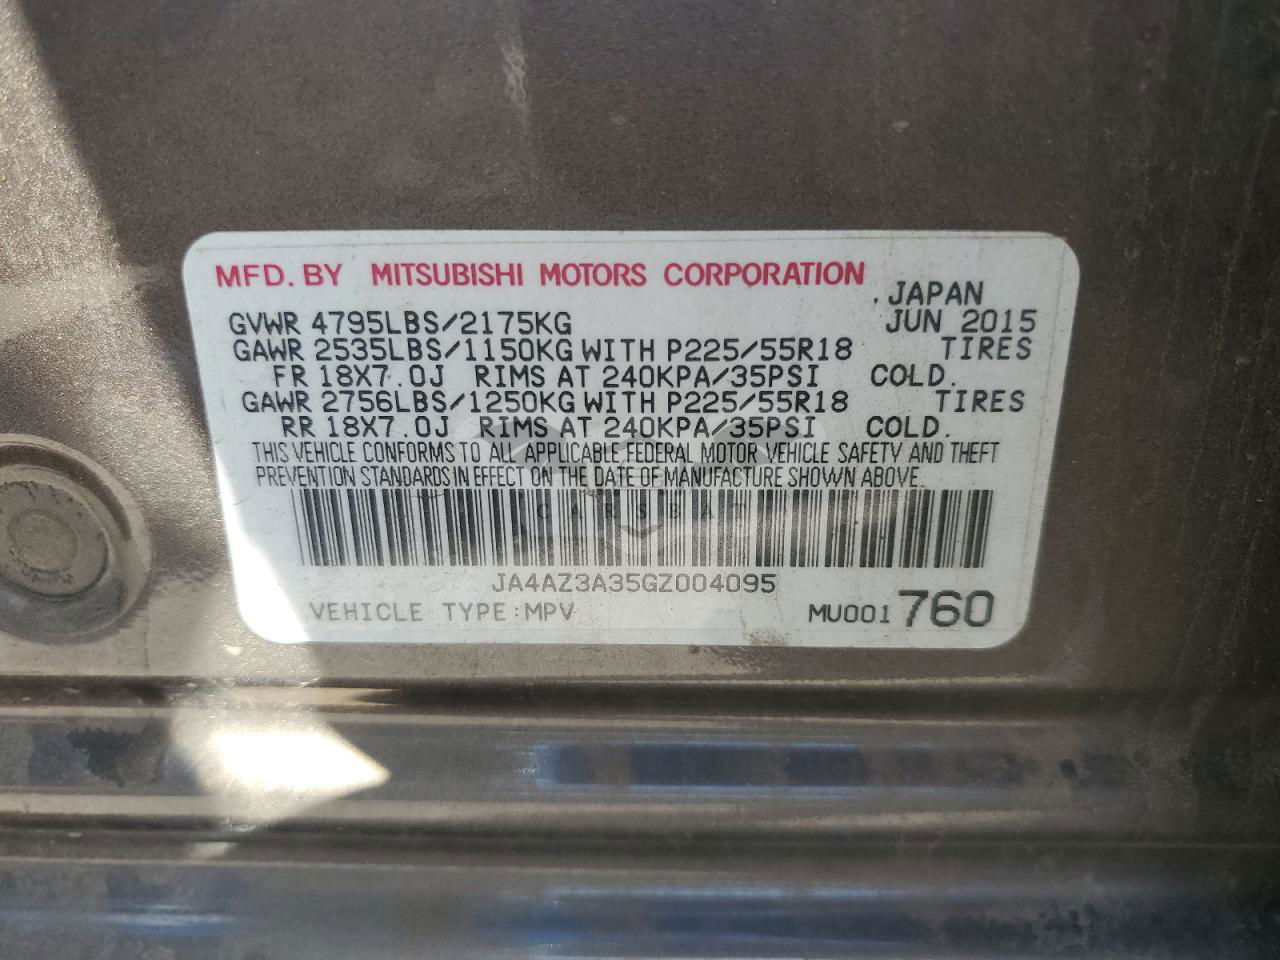 MFD. BY MITSUBISHI MOTORS CORPORATION
.JAPAN
GVWR 4795LBS/2175KG JUN 2015
GAWR 2535LBS/1150KG WITH P225/55R18 TIRES
FR 18X7.0J RIMS AT 240KPA/35PSI COLD.
GAWR 2756LBS/1250KG WITH P225/55R18 TIRES
RR 18X7.0J RIMS AT 240KPA/35PSI COLD.
THIS VEHICLE CONFORMS TO ALL APPLICABLE FEDERAL MOTOR VEHICLE SAFETY AND THEFT
PREVENTION STANDARDS IN EFFECT ON THE DATE OF MANUFACTURE SHOWN ABOVE.
JA4AZ3A35GZ004095
VEHICLE TYPE:MPV MU001760